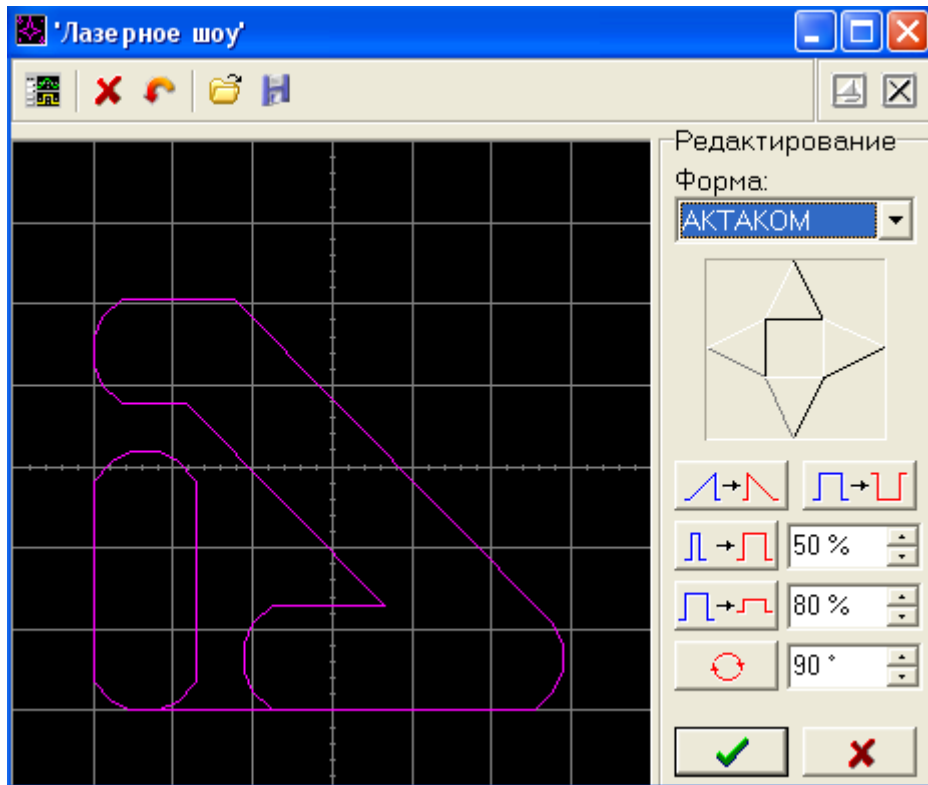 'Лазерное шоу'
Редактирование
Форма:
АКТАКОМ
50 %
80 %
90 °